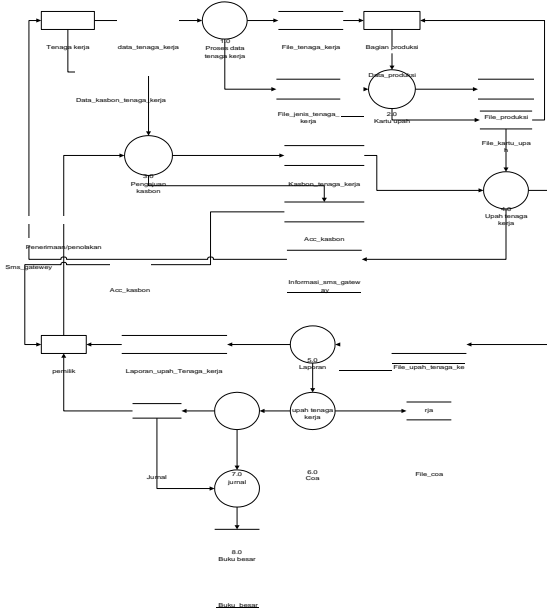 1.0
Tenaga kerja
data_tenaga_kerja
Proses data
tenaga kerja
File_tenaga_kerja
Bagian produksi
Data_produksi
Data_kasbon_tenaga_kerja
File_jenis_tenaga_
kerja
2.0
Kartu upah
File_produksi
File_kartu_upa
h
3.0
Pengajuan
kasbon
Kasbon_tenaga_kerja
4.0
Upah tenaga
kerja
Penerimaan/penolakan
Acc_kasbon
Sms_gateway
Acc_kasbon
Informasi_sms_gatew
ay
5.0
Laporan
pemilik
Laporan_upah_Tenaga_kerja
File_upah_tenaga_ke
upah tenaga
kerja
rja
Jurnal
7.0
jurnal
6.0
Coa
File_coa
8.0
Buku besar
Buku_besar